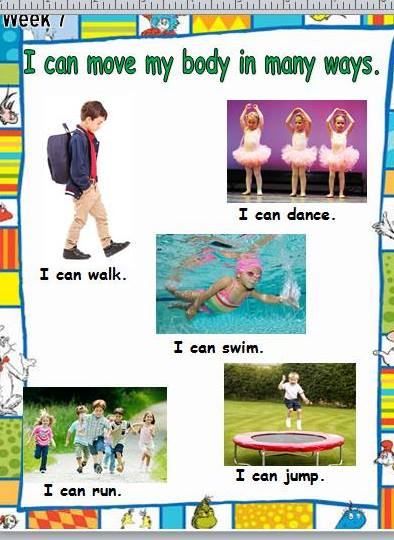 Week 7
I can move my body in many ways.
I can dance.
I can walk.
I can swim.
I can jump.
I can run.